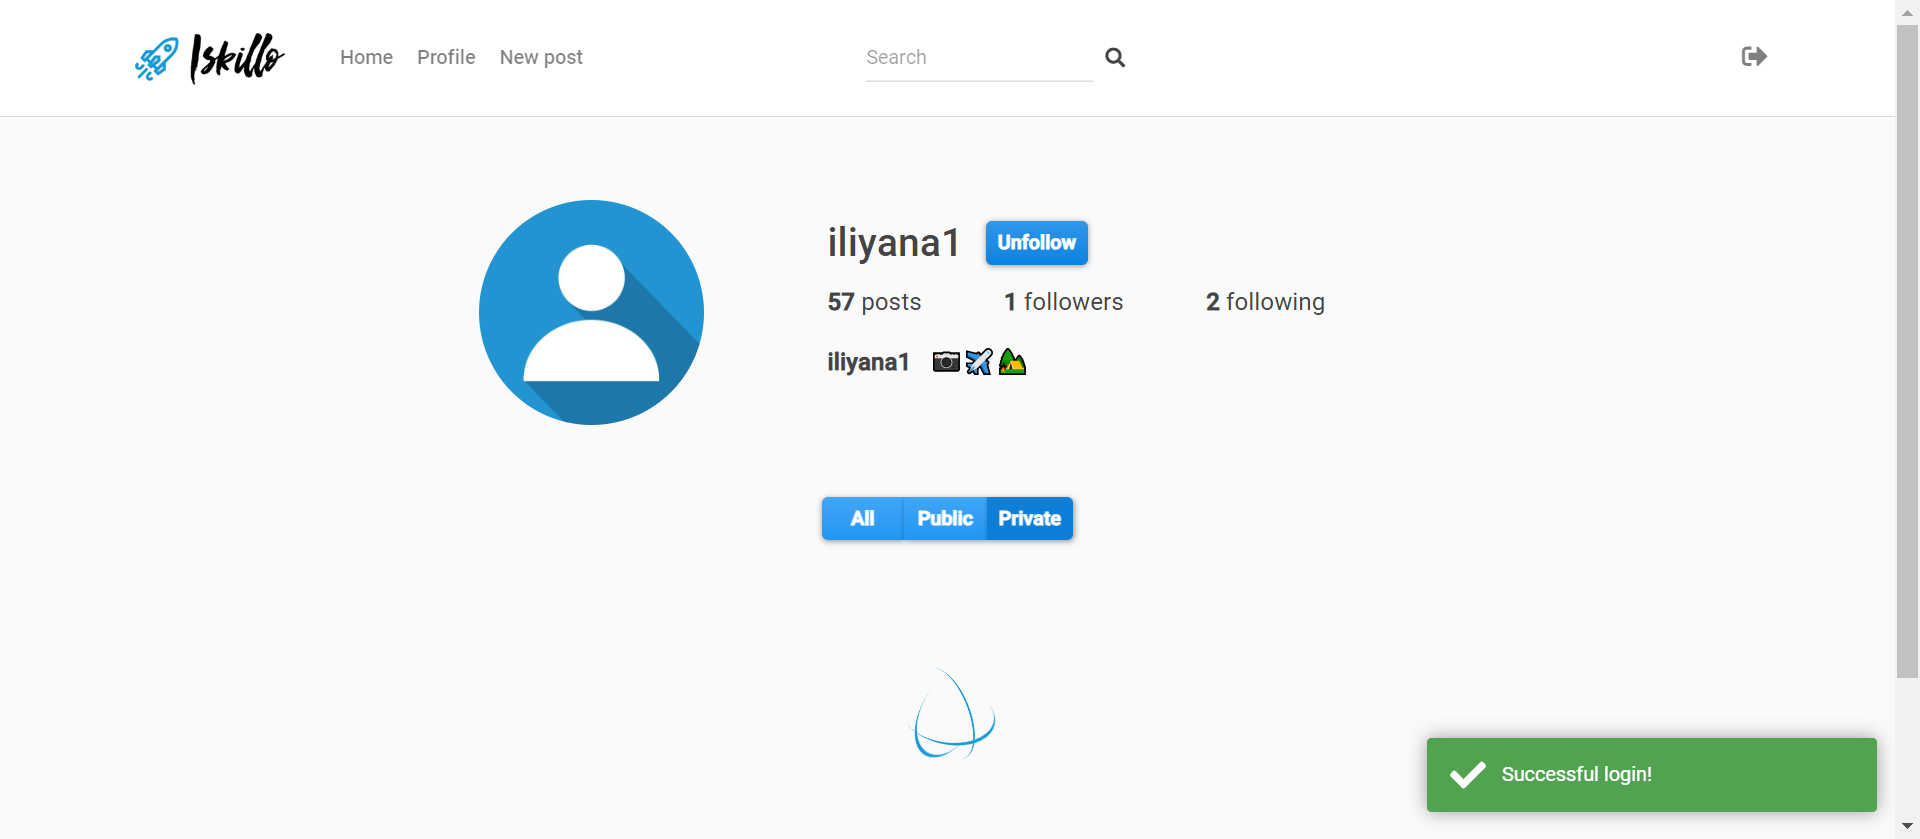 Iskillo
Home Profile New post
Search
iliyana1 Unfollow
57 posts 1 followers 2 following
iliyana1 📷✈️🏕️
All Public Private
Successful login!